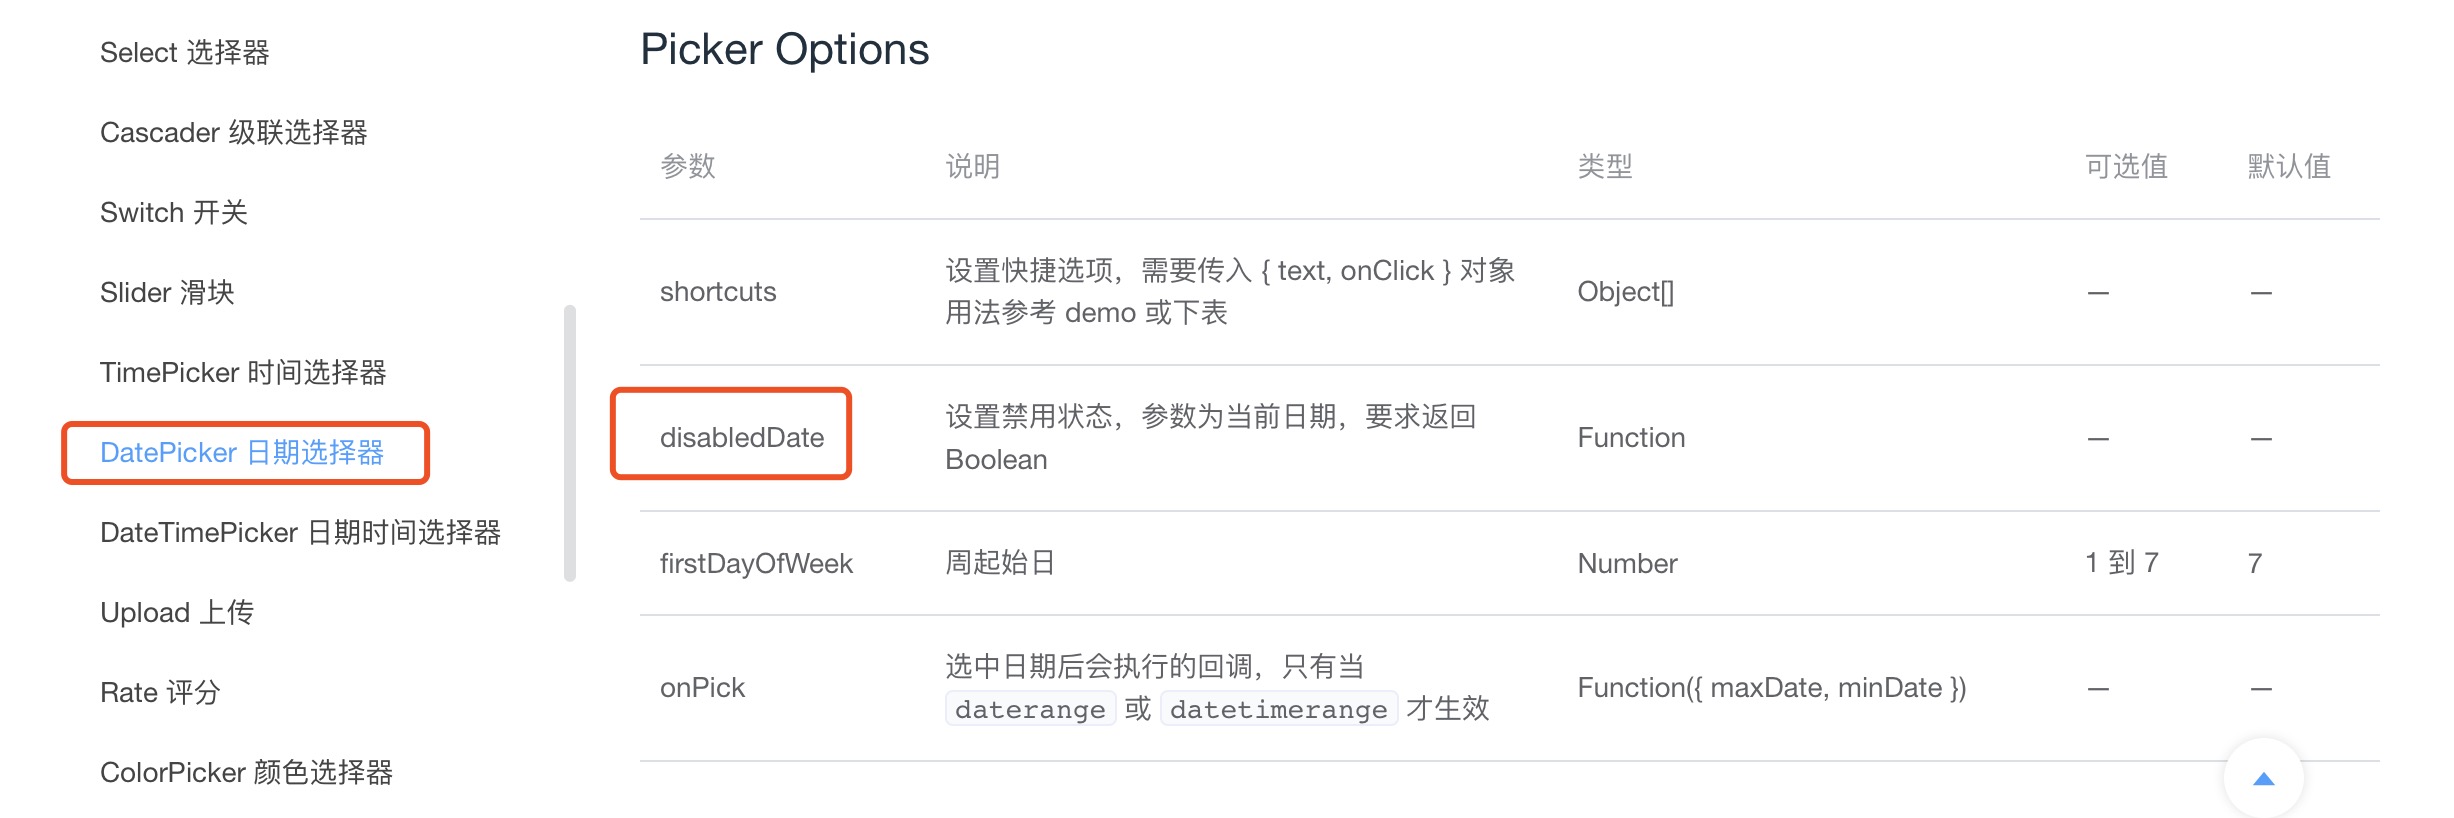 Select 选择器
Cascader 级联选择器
Switch 开关
Slider 滑块
TimePicker 时间选择器
DatePicker 日期选择器
DateTimePicker 日期时间选择器
Upload 上传
Rate 评分
ColorPicker 颜色选择器
Picker Options
参数 说明 类型 可选值 默认值
shortcuts 设置快捷选项，需要传入 { text, onClick } 对象用法参考 demo 或下表 Object[] — —
disabledDate 设置禁用状态，参数为当前日期，要求返回 Boolean Function — —
firstDayOfWeek 周起始日 Number 1 到 7 7
onPick 选中日期后会执行的回调，只有当 daterange 或 datetimerange 才生效 Function({ maxDate, minDate }) — —